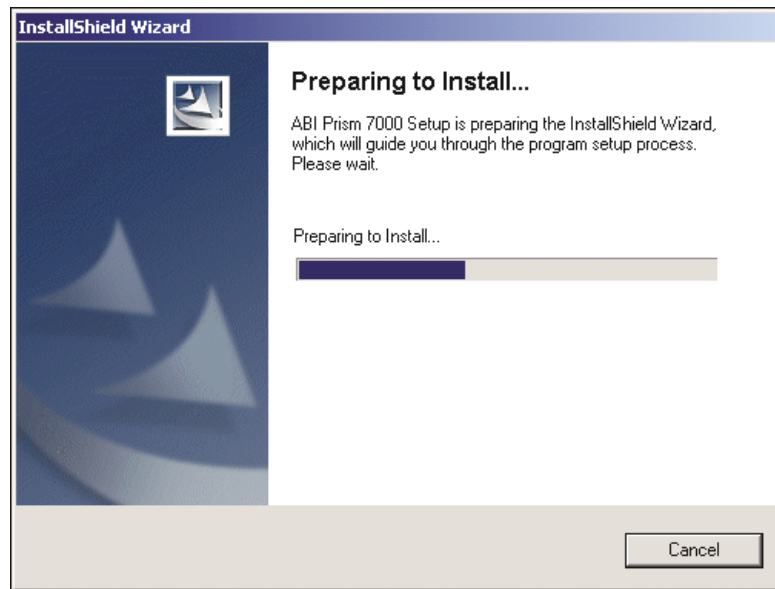 InstallShield Wizard
Preparing to Install...
ABI Prism 7000 Setup is preparing the InstallShield Wizard,
which will guide you through the program setup process.
Please wait.
Preparing to Install...
Cancel